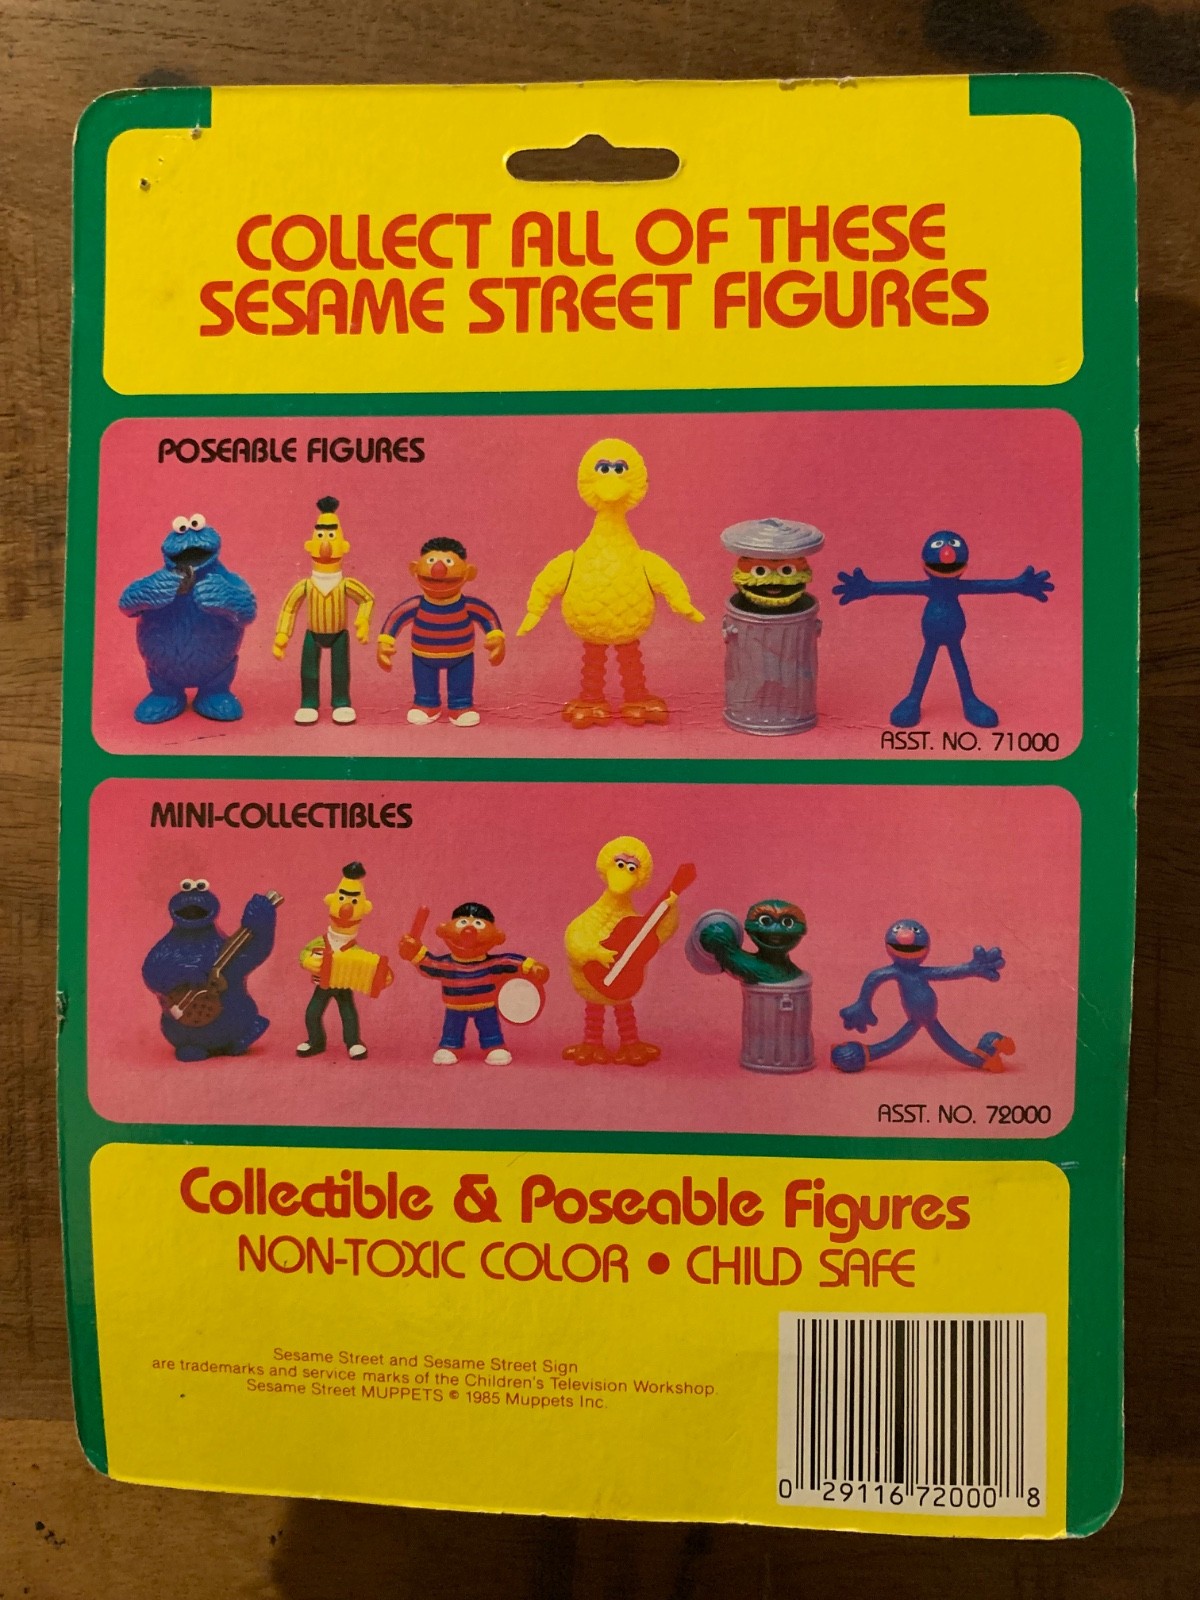 COLLECT ALL OF THESE
SESAME STREET FIGURES
POSEABLE FIGURES
ASST. NO. 71000
MINI-COLLECTIBLES
ASST. NO. 72000
Collectible & Poseable Figures
NON-TOXIC COLOR • CHILD SAFE
Sesame Street and Sesame Street Sign
are trademarks and service marks of the Children's Television Workshop.
Sesame Street MUPPETS © 1985 Muppets Inc.
0 29116 72000 8